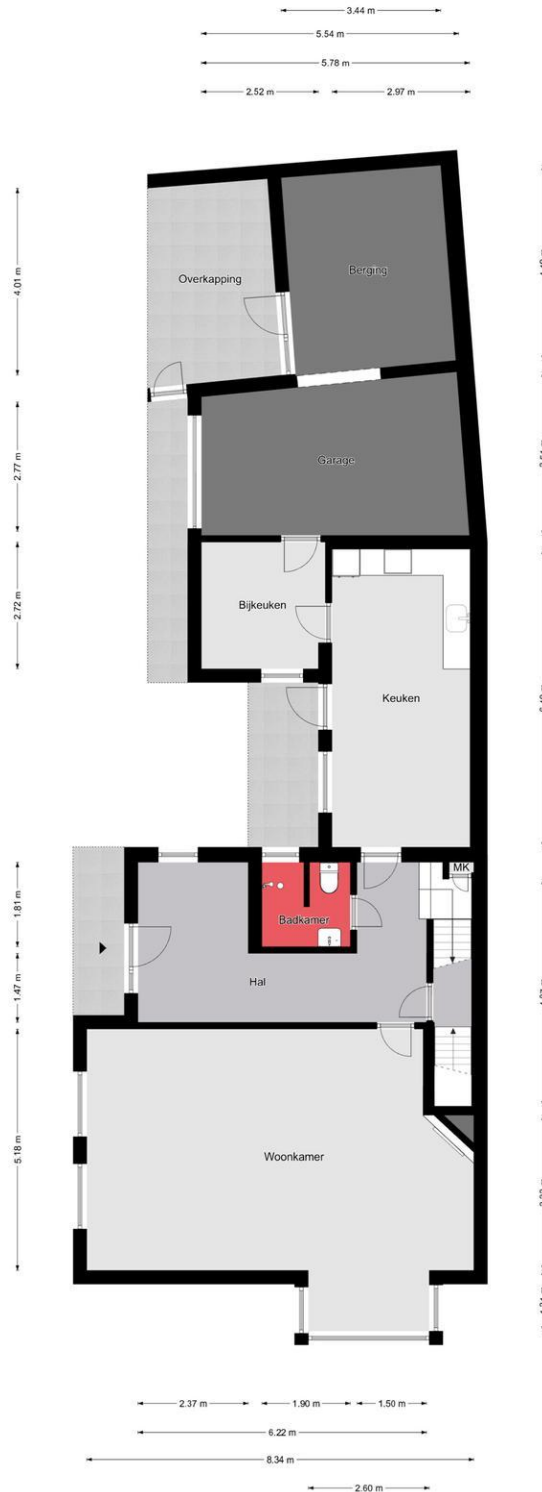 3.44 m
5.54 m
5.78 m
2.52 m
2.97 m
4.01 m
Overkapping
Berging
2.77 m
Garage
2.72 m
Bijkeuken
Keuken
MK
1.81 m
Badkamer
1.47 m
Hal
5.18 m
Woonkamer
2.37 m
1.90 m
1.50 m
6.22 m
8.34 m
2.60 m